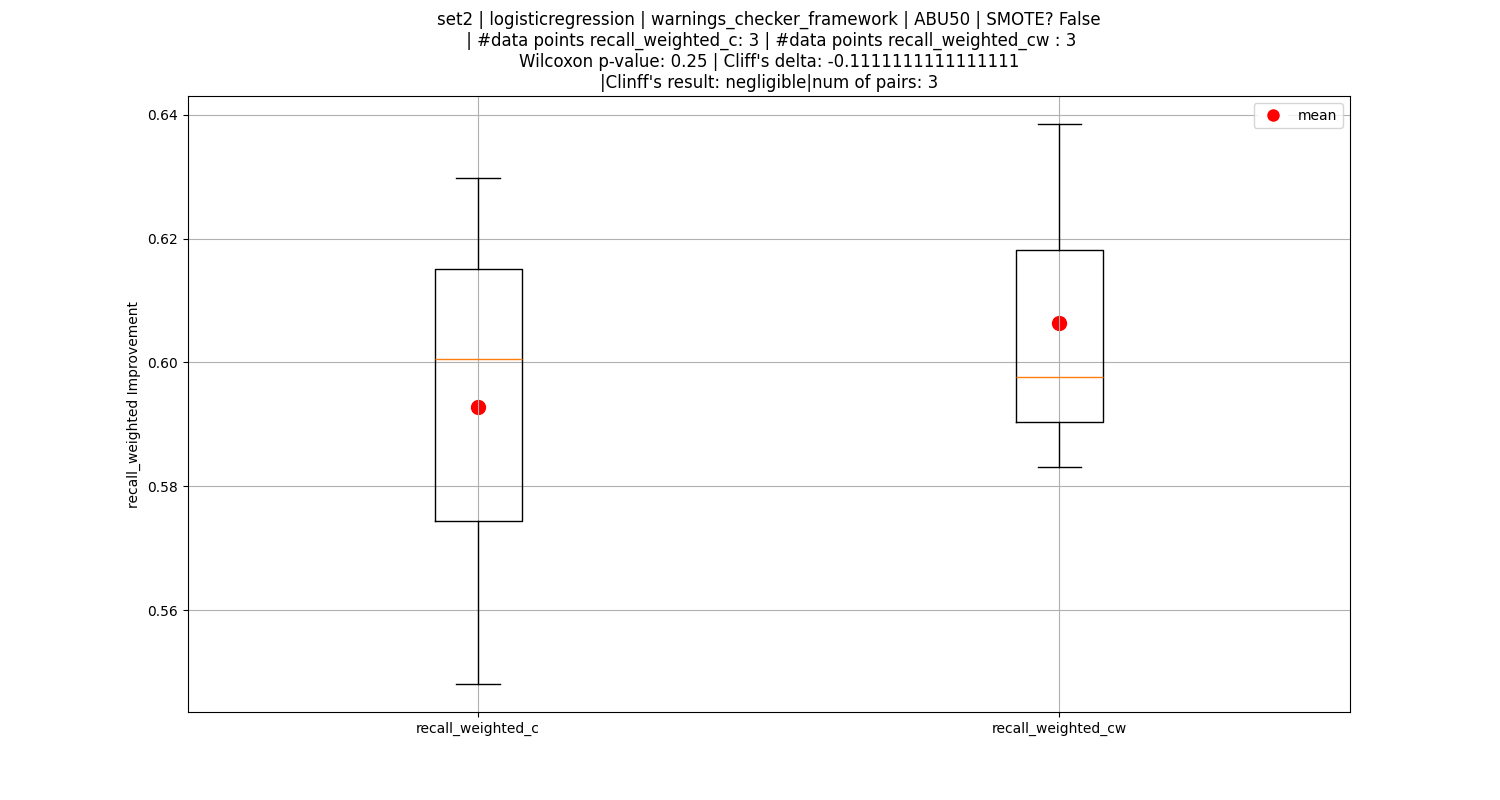 set2 | logisticregression | warnings_checker_framework | ABU50 | SMOTE? False
| #data points recall_weighted_c: 3 | #data points recall_weighted_cw : 3
Wilcoxon p-value: 0.25 | Cliff's delta: -0.1111111111111111
|Clinff's result: negligible|num of pairs: 3
mean
recall_weighted Improvement
0.64
0.62
0.60
0.58
0.56
recall_weighted_c
recall_weighted_cw